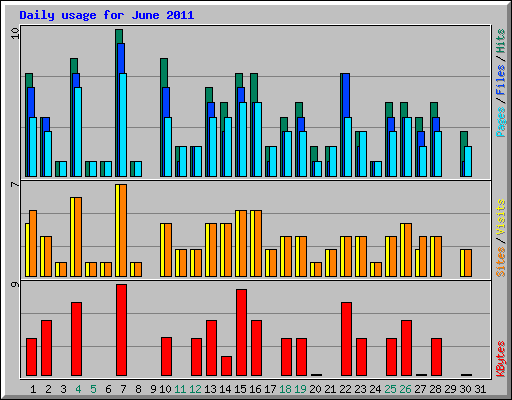 Daily usage for June 2011
10
Pages / Files / Hits
7
Sites / Visits
9
KBytes
1 2 3 4 5 6 7 8 9 10 11 12 13 14 15 16 17 18 19 20 21 22 23 24 25 26 27 28 29 30 31